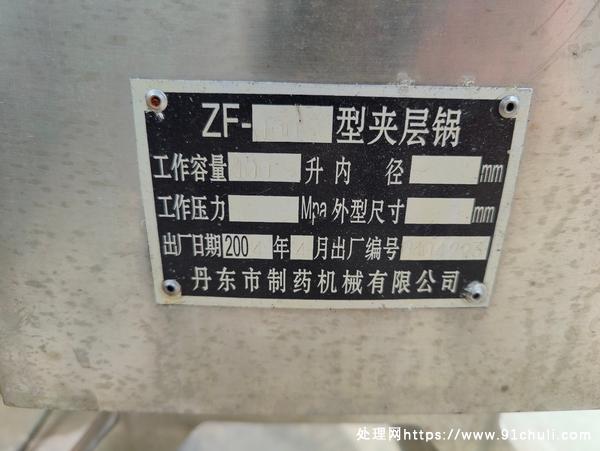 ZF- 型夹层锅
工作容量 升 内 径 mm
工作压力 Mpa 外型尺寸 mm
出厂日期200 年 月 出厂编号
丹东市制药机械有限公司
处理网https://www.91chuli.com/